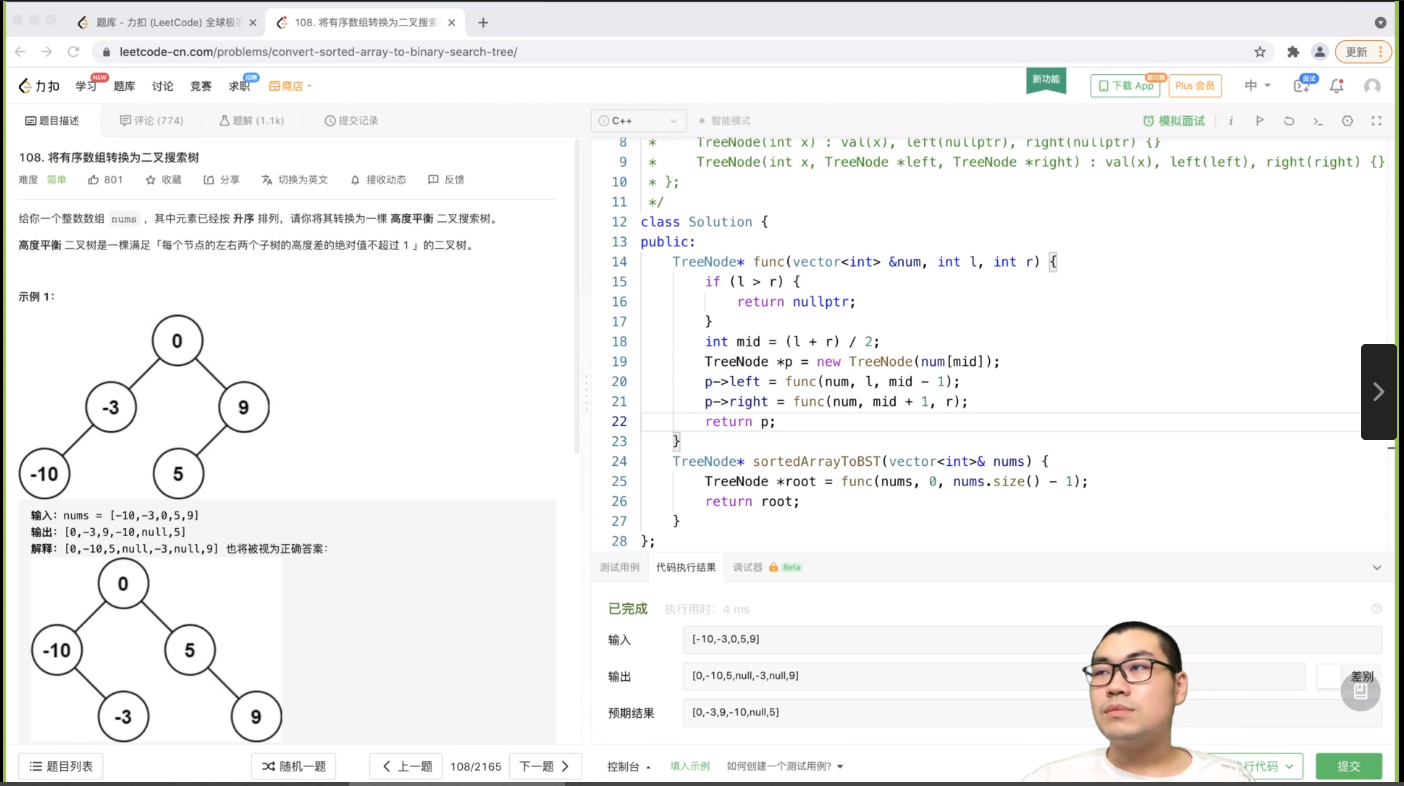 题库 - 力扣 (LeetCode) 全球极
108. 将有序数组转换为二叉搜索
leetcode-cn.com/problems/convert-sorted-array-to-binary-search-tree/
更新
力扣
学习
NEW
题库
讨论
竞赛
求职
招聘
商店
新功能
下载 App
新功能
Plus 会员
中
面试
题目描述
评论 (774)
题解 (1.1k)
提交记录
C++
智能模式
模拟面试
108. 将有序数组转换为二叉搜索树
难度 简单 801 收藏 分享 切换为英文 接收动态 反馈
给你一个整数数组 nums ，其中元素已经按 升序 排列，请你将其转换为一棵 高度平衡 二叉搜索树。
高度平衡 二叉树是一棵满足「每个节点的左右两个子树的高度差的绝对值不超过 1 」的二叉树。
示例 1：
0
-3
9
-10
5
输入：nums = [-10,-3,0,5,9]
输出：[0,-3,9,-10,null,5]
解释：[0,-10,5,null,-3,null,9] 也将被视为正确答案：
0
-10
5
-3
9
8 * TreeNode(int x) : val(x), left(nullptr), right(nullptr) {}
9 * TreeNode(int x, TreeNode *left, TreeNode *right) : val(x), left(left), right(right) {}
10 * };
11 */
12 class Solution {
13 public:
14 TreeNode* func(vector<int> &num, int l, int r) {
15 if (l > r) {
16 return nullptr;
17 }
18 int mid = (l + r) / 2;
19 TreeNode *p = new TreeNode(num[mid]);
20 p->left = func(num, l, mid - 1);
21 p->right = func(num, mid + 1, r);
22 return p;
23 }
24 TreeNode* sortedArrayToBST(vector<int>& nums) {
25 TreeNode *root = func(nums, 0, nums.size() - 1);
26 return root;
27 }
28 };
测试用例
代码执行结果
调试器
Beta
已完成 执行用时：4 ms
输入
[-10,-3,0,5,9]
输出
[0,-10,5,null,-3,null,9]
差别
预期结果
[0,-3,9,-10,null,5]
题目列表
随机一题
上一题
108/2165
下一题
控制台
填入示例
如何创建一个测试用例?
行代码
提交